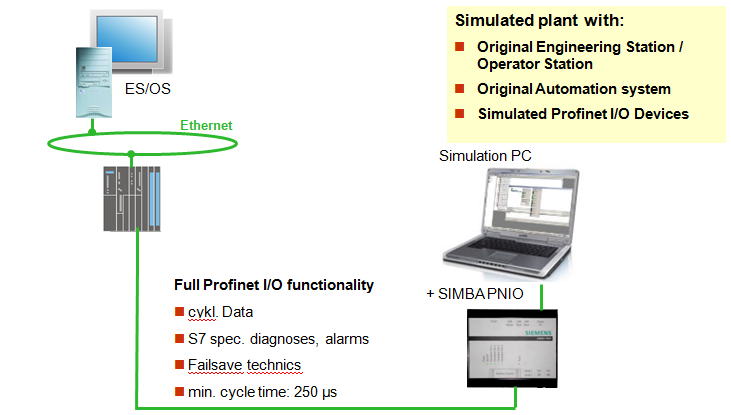 Simulated plant with:
Original Engineering Station /
Operator Station
Original Automation system
Simulated Profinet I/O Devices
ES/OS
Ethernet
Simulation PC
Full Profinet I/O functionality
cykl. Data
S7 spec. diagnoses, alarms
Failsave technics
min. cycle time: 250 µs
+ SIMBA PNIO
SIEMENS